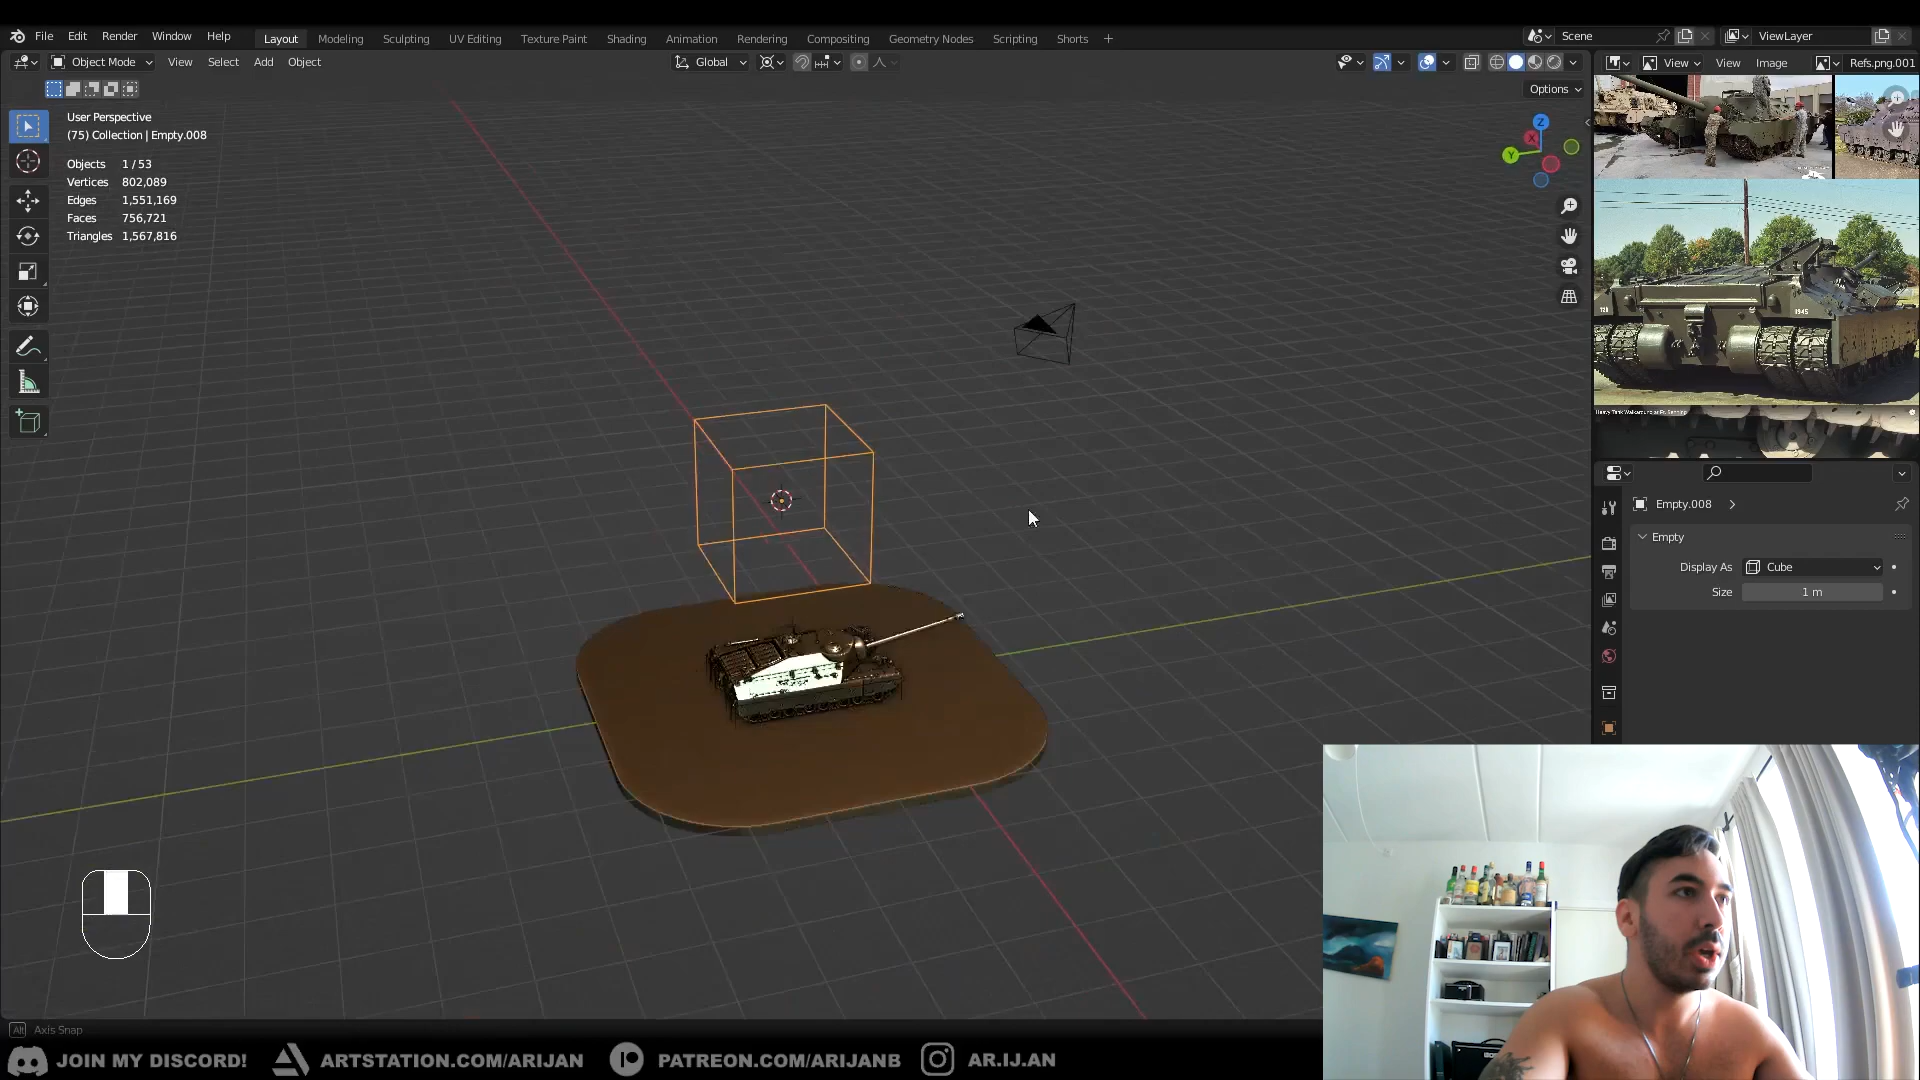 File Edit Render Window Help Layout Modeling Sculpting UV Editing Texture Paint Shading Animation Rendering Compositing Geometry Nodes Scripting Shorts + Scene ViewLayer
Object Mode View Select Add Object Global View View Image Refs.png.001
Options
User Perspective
(75) Collection | Empty.008
Objects 1 / 53
Vertices 802,089
Edges 1,551,169
Faces 756,721
Triangles 1,567,816
Z
X
Y
1945
Empty.008
Empty
Display As Cube
Size 1 m
Alt Axis Snap
JOIN MY DISCORD! ARTSTATION.COM/ARIJAN PATREON.COM/ARIJANB AR.IJ.AN